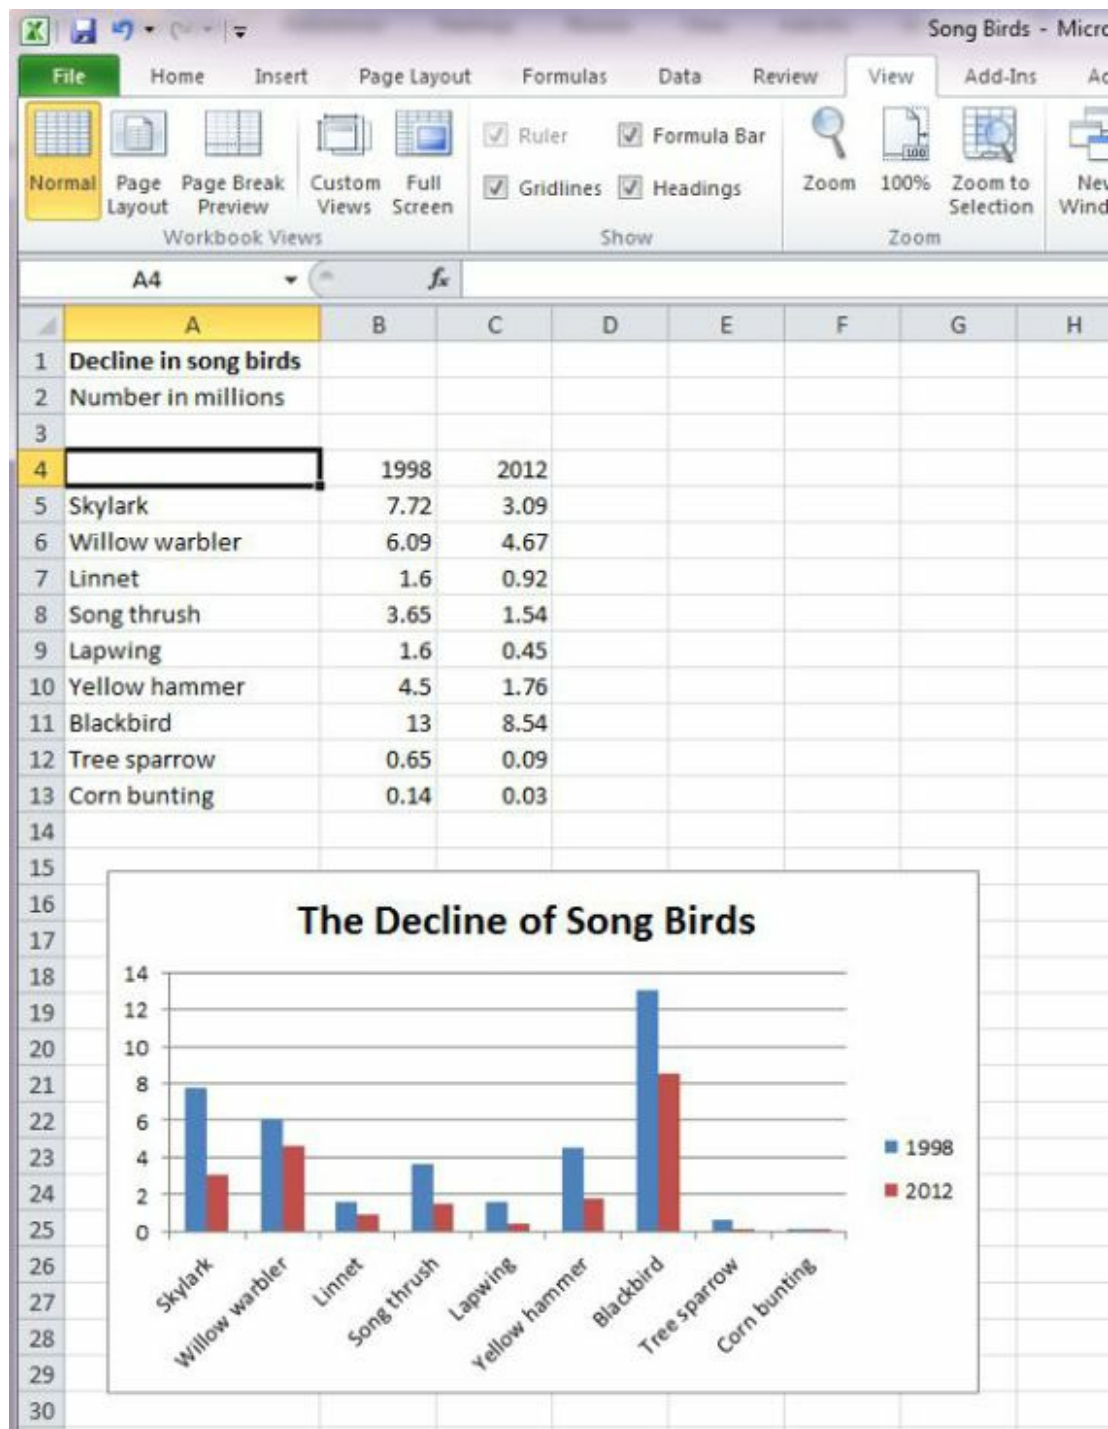 Song Birds - Micro
File Home Insert Page Layout Formulas Data Review View Add-Ins Ac
Ruler Formula Bar
Normal Page Layout Page Break Preview Custom Views Full Screen Gridlines Headings Zoom 100% Zoom to Selection New Wind
100
Workbook Views Show Zoom
A4 fx
A B C D E F G H
1 Decline in song birds
2 Number in millions
3
4 1998 2012
5 Skylark 7.72 3.09
6 Willow warbler 6.09 4.67
7 Linnet 1.6 0.92
8 Song thrush 3.65 1.54
9 Lapwing 1.6 0.45
10 Yellow hammer 4.5 1.76
11 Blackbird 13 8.54
12 Tree sparrow 0.65 0.09
13 Corn bunting 0.14 0.03
14
15
16
17
18
19
20
21
22
23
24
25
26
27
28
29
30
The Decline of Song Birds
14
12
10
8
6
4
2
0
1998
2012
Skylark Willow warbler Linnet Song thrush Lapwing Yellow hammer Blackbird Tree sparrow Corn bunting